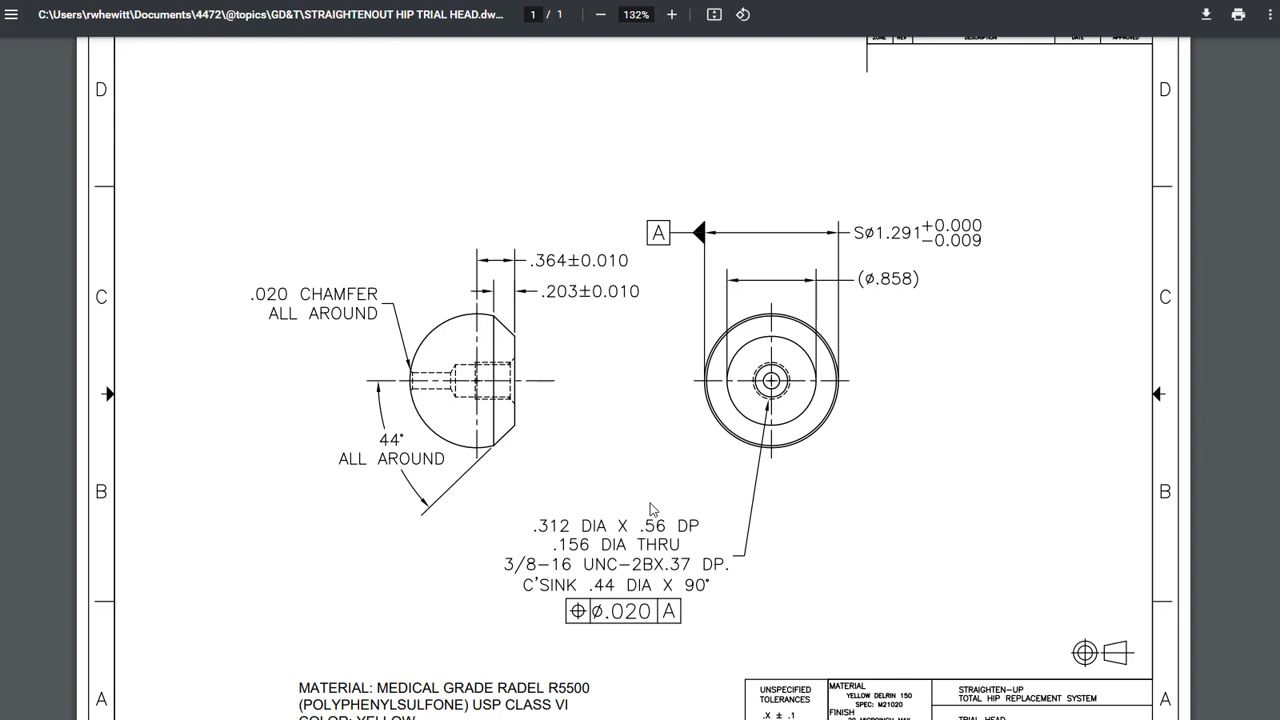 C:\Users\rwhewitt\Documents\4472\@topics\GD&T\STRAIGHTENOUT HIP TRIAL HEAD.dw...
1 / 1
132%
ZONE REV DESCRIPTION DATE APPROVED
D
D
A
SØ1.291 +0.000
-0.009
.364±0.010
(Ø.858)
.203±0.010
.020 CHAMFER
ALL AROUND
C
C
44°
ALL AROUND
B
B
.312 DIA X .56 DP
.156 DIA THRU
3/8-16 UNC-2BX.37 DP.
C'SINK .44 DIA X 90°
⌖ Ø.020 A
MATERIAL: MEDICAL GRADE RADEL R5500
(POLYPHENYLSULFONE) USP CLASS VI
COLOR: YELLOW
A
A
UNSPECIFIED
TOLERANCES
.X ± .1
MATERIAL
YELLOW DELRIN 150
SPEC: M21020
FINISH
STRAIGHTEN-UP
TOTAL HIP REPLACEMENT SYSTEM
TRIAL HEAD